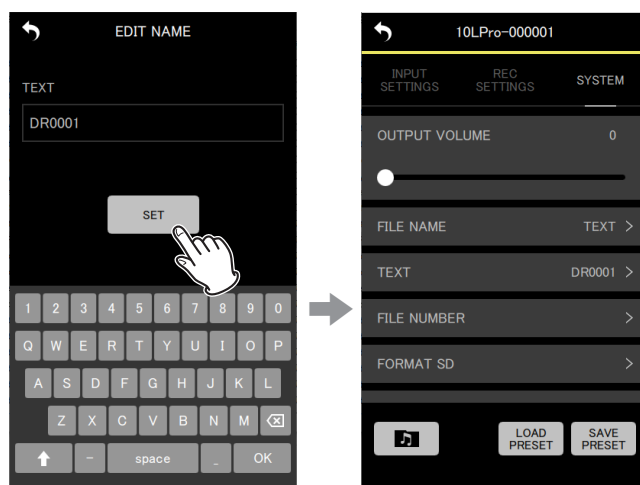 EDIT NAME
TEXT
DR0001
SET
1 2 3 4 5 6 7 8 9 0
Q W E R T Y U I O P
A S D F G H J K L
Z X C V B N M
- space _ OK
10LPro-000001
INPUT SETTINGS
REC SETTINGS
SYSTEM
OUTPUT VOLUME 0
FILE NAME TEXT >
TEXT DR0001 >
FILE NUMBER >
FORMAT SD >
LOAD PRESET
SAVE PRESET